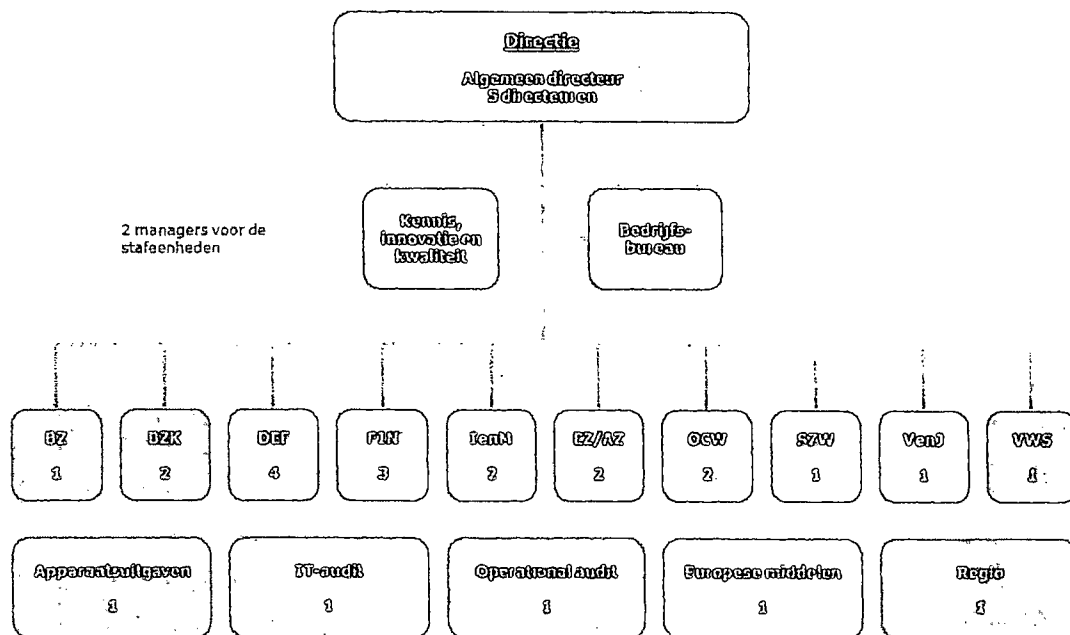 Directie
Algemeen directeur
5 directeuren
2 managers voor de
stafeenheden
Kennis,
innovatie en
kwaliteit
Bedrijfs-
bureau
BZ
1
BZK
2
DEF
4
FIN
3
IenM
2
EZ/AZ
2
OCW
2
SZW
1
VenJ
1
VWS
1
Apparaatsuitgaven
1
IT-audit
1
Operational audit
1
Europese middelen
1
Regio
1